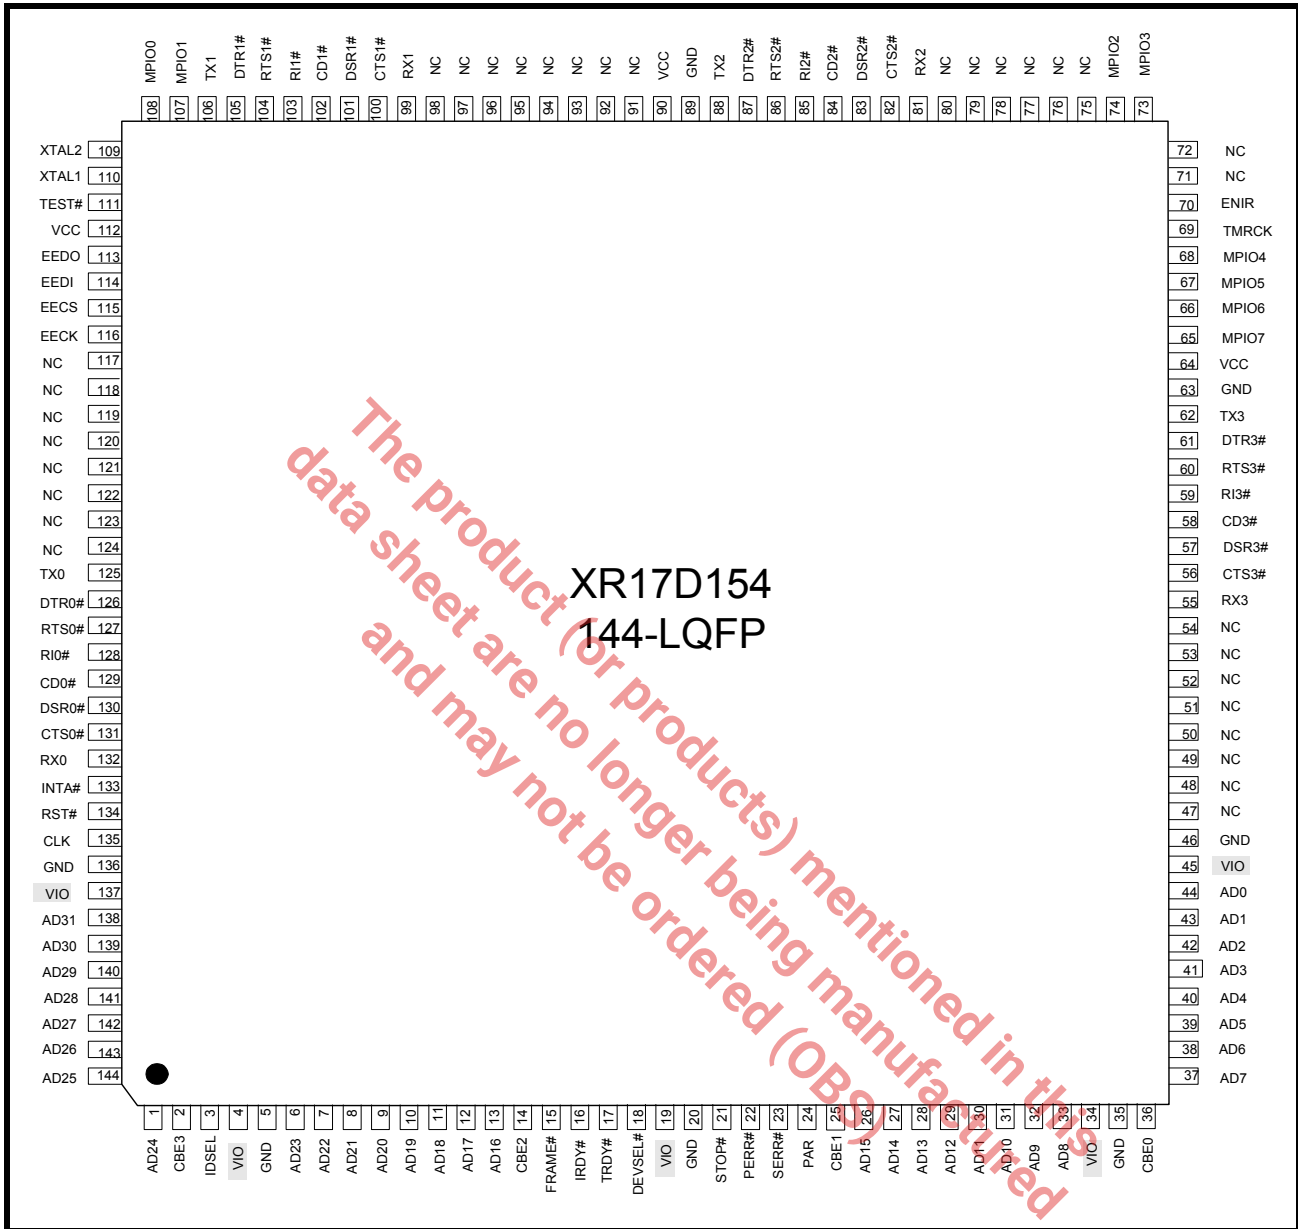 MPIO0 MPIO1 TX1 DTR1# RTS1# RI1# CD1# DSR1# CTS1# RX1 NC NC NC NC NC NC NC NC VCC GND TX2 DTR2# RTS2# RI2# CD2# DSR2# CTS2# RX2 NC NC NC NC NC NC MPIO2 MPIO3
108 107 106 105 104 103 102 101 100 99 98 97 96 95 94 93 92 91 90 89 88 87 86 85 84 83 82 81 80 79 78 77 76 75 74 73
XTAL2 109
XTAL1 110
TEST# 111
VCC 112
EEDO 113
EEDI 114
EECS 115
EECK 116
NC 117
NC 118
NC 119
NC 120
NC 121
NC 122
NC 123
NC 124
TX0 125
DTR0# 126
RTS0# 127
RI0# 128
CD0# 129
DSR0# 130
CTS0# 131
RX0 132
INTA# 133
RST# 134
CLK 135
GND 136
VIO 137
AD31 138
AD30 139
AD29 140
AD28 141
AD27 142
AD26 143
AD25 144
XR17D154
144-LQFP
The product (or products) mentioned in this
data sheet are no longer being manufactured
and may not be ordered (OBS)
72 NC
71 NC
70 ENIR
69 TMRCK
68 MPIO4
67 MPIO5
66 MPIO6
65 MPIO7
64 VCC
63 GND
62 TX3
61 DTR3#
60 RTS3#
59 RI3#
58 CD3#
57 DSR3#
56 CTS3#
55 RX3
54 NC
53 NC
52 NC
51 NC
50 NC
49 NC
48 NC
47 NC
46 GND
45 VIO
44 AD0
43 AD1
42 AD2
41 AD3
40 AD4
39 AD5
38 AD6
37 AD7
1 2 3 4 5 6 7 8 9 10 11 12 13 14 15 16 17 18 19 20 21 22 23 24 25 26 27 28 29 30 31 32 33 34 35 36
AD24 CBE3 IDSEL VIO GND AD23 AD22 AD21 AD20 AD19 AD18 AD17 AD16 CBE2 FRAME# IRDY# TRDY# DEVSEL# VIO GND STOP# PERR# SERR# PAR CBE1 AD15 AD14 AD13 AD12 AD11 AD10 AD9 AD8 VIO GND CBE0